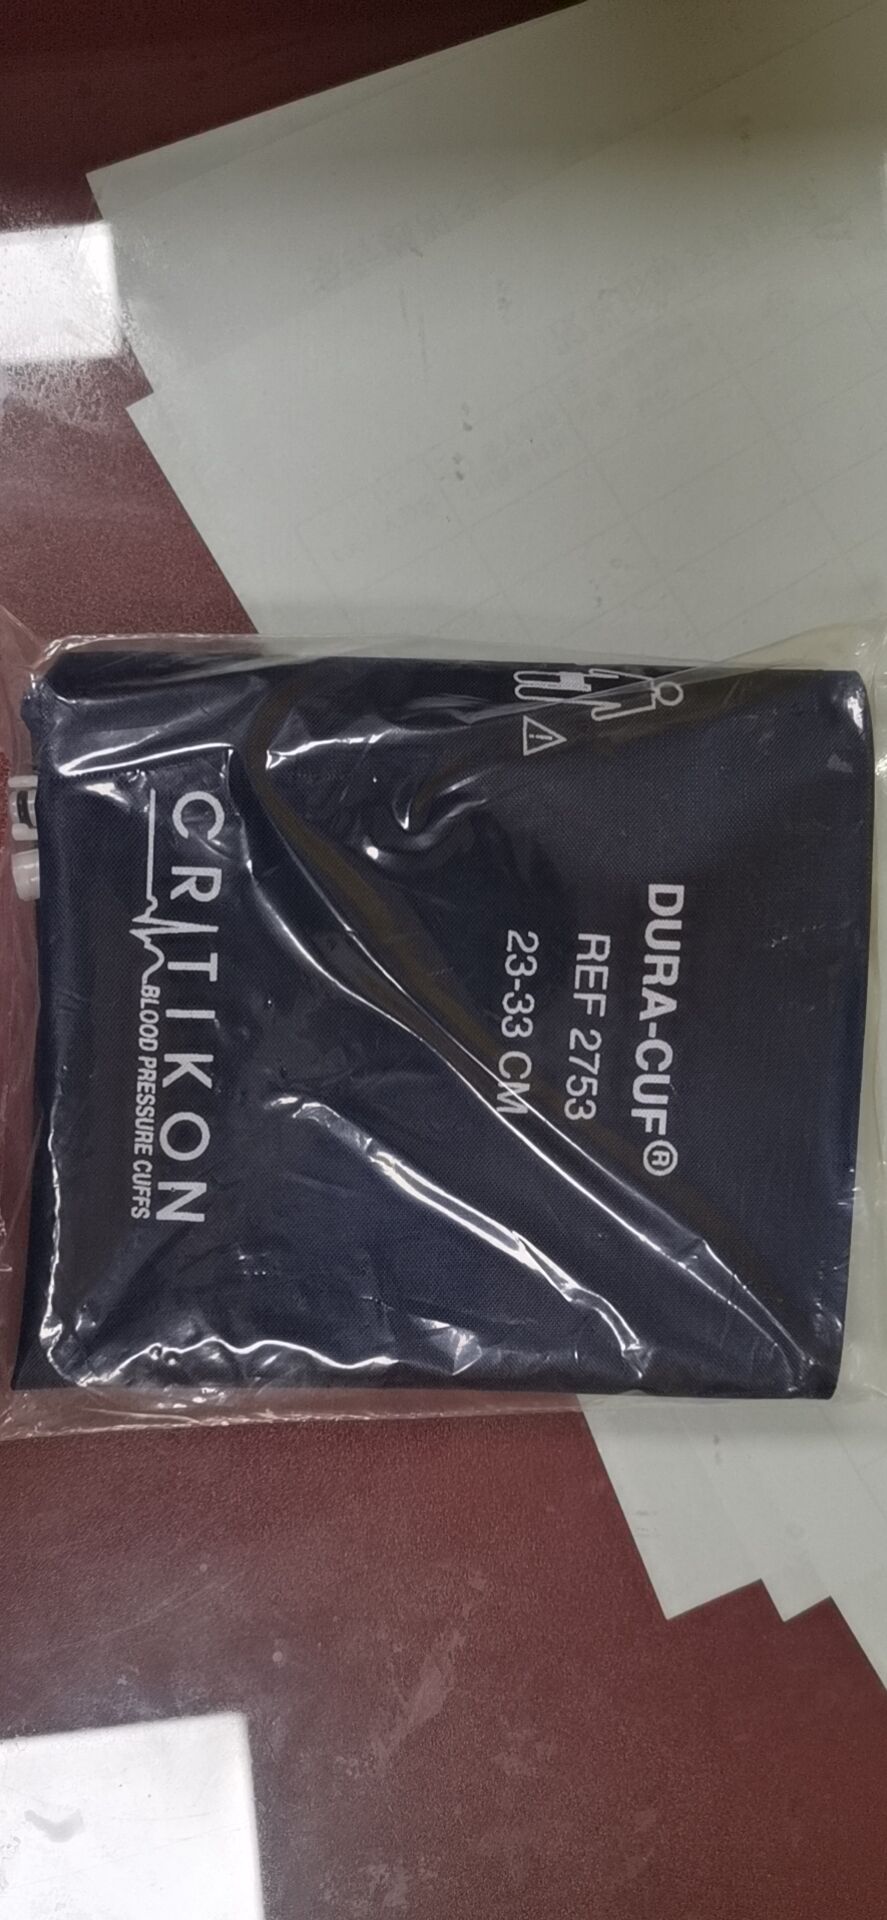 DURA-CUF®
REF 2753
23-33 CM
CRITIKON
BLOOD PRESSURE CUFFS